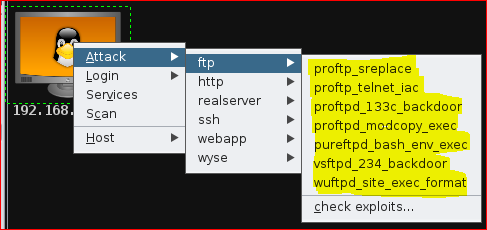 Attack
Login
Services
Scan
Host
192.168.
ftp
http
realserver
ssh
webapp
wyse
proftp_sreplace
proftp_telnet_iac
proftpd_133c_backdoor
proftpd_modcopy_exec
pureftpd_bash_env_exec
vsftpd_234_backdoor
wuftpd_site_exec_format
check exploits...